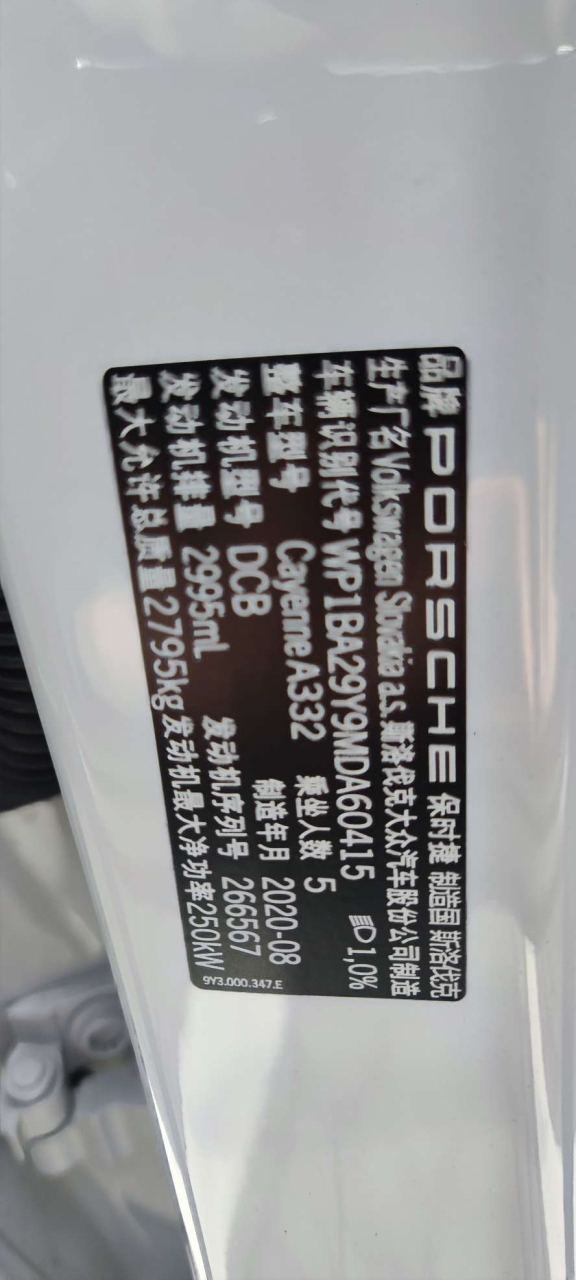 品牌 PORSCHE 保时捷 制造国 斯洛伐克
生产厂名 Volkswagen Slovakia a.s. 斯洛伐克大众汽车股份公司制造
车辆识别代号 WP1BA29Y9MDA60415 1,0%
整车型号 Cayenne A332 乘坐人数 5
发动机型号 DCB 制造年月 2020-08
发动机排量 2995mL 发动机序列号 266567
最大允许总质量 2795kg 发动机最大净功率 250kW
9Y3.000.347.E